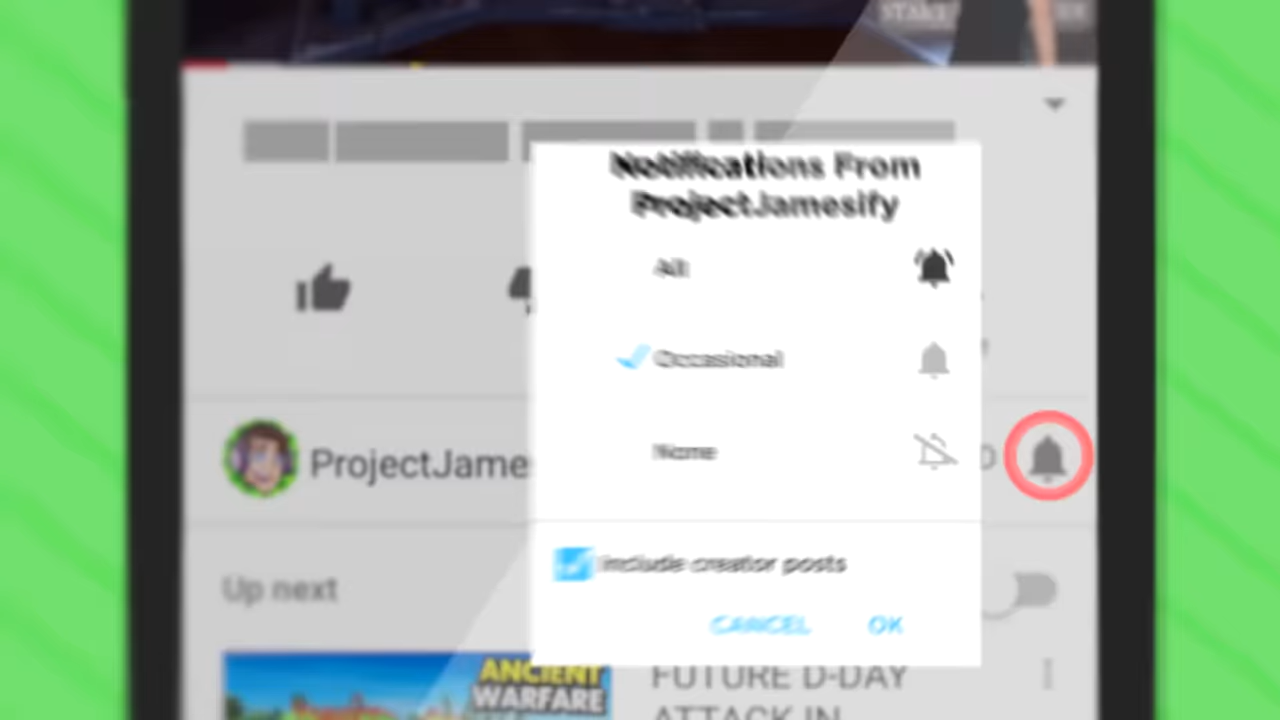 START
Notifications From
ProjectJamesify
All
Occasional
None
ProjectJame
Include creator posts
Up next
CANCEL OK
ANCIENT
WARFARE
FUTURE D-DAY
ATTACK IN